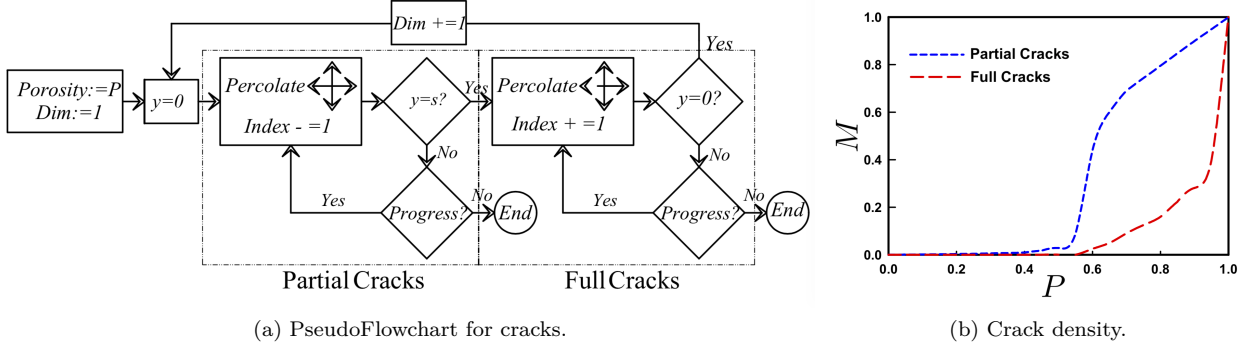 Dim +=1
Yes
Porosity:=P
Dim:=1
y=0
Percolate
Index - =1
y=s?
Yes
Percolate
Index + =1
y=0?
No
No
Progress?
Yes
No
End
Progress?
Yes
No
End
Partial Cracks
Full Cracks
(a) PseudoFlowchart for cracks.
1.0
0.8
0.6
0.4
0.2
0.0
M
Partial Cracks
Full Cracks
0.0 0.2 0.4 0.6 0.8 1.0
P
(b) Crack density.